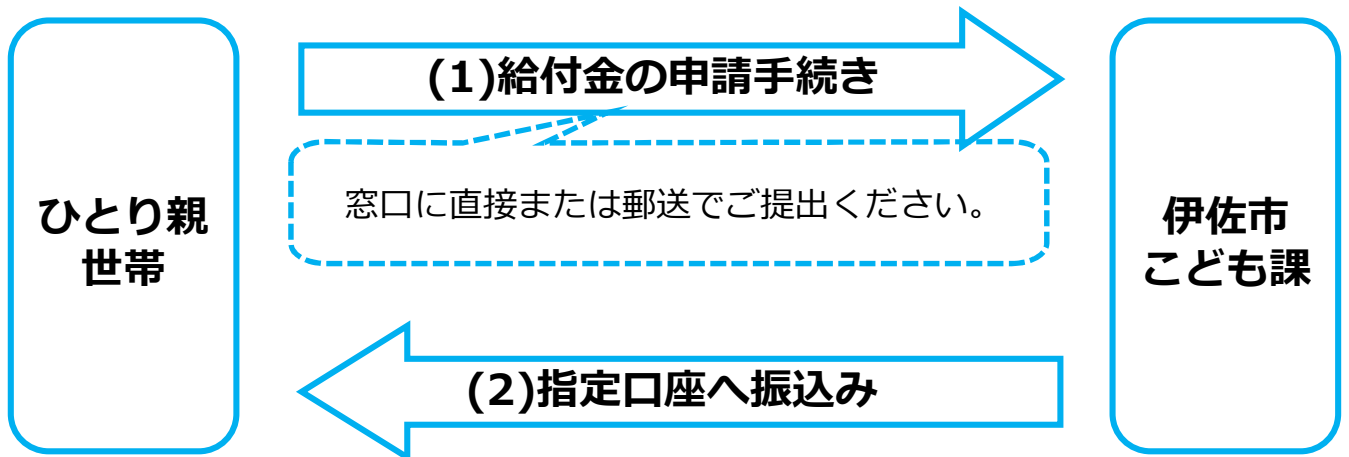 ひとり親
世帯
(1)給付金の申請手続き
窓口に直接または郵送でご提出ください。
(2)指定口座へ振込み
伊佐市
こども課